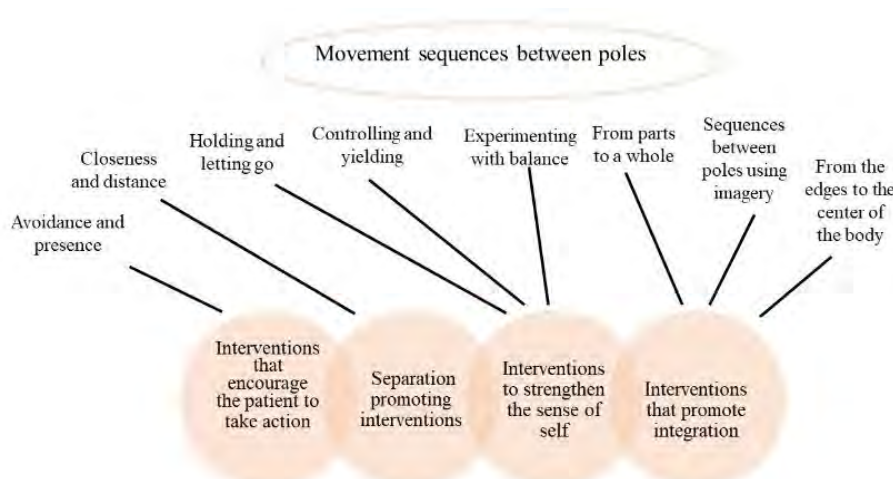 Movement sequences between poles
Avoidance and
presence
Closeness
and distance
Holding and
letting go
Controlling and
yielding
Experimenting
with balance
From parts
to a whole
Sequences
between
poles using
imagery
From the
edges to the
center of
the body
Interventions
that
encourage
the patient to
take action
Separation
promoting
interventions
Interventions
to strengthen
the sense of
self
Interventions
that promote
integration